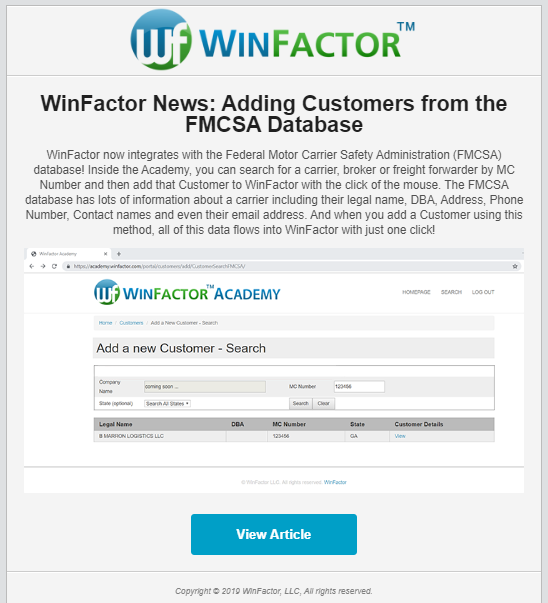 Wf WINFACTOR™
WinFactor News: Adding Customers from the
FMCSA Database
WinFactor now integrates with the Federal Motor Carrier Safety Administration (FMCSA)
database! Inside the Academy, you can search for a carrier, broker or freight forwarder by MC
Number and then add that Customer to WinFactor with the click of the mouse. The FMCSA
database has lots of information about a carrier including their legal name, DBA, Address, Phone
Number, Contact names and even their email address. And when you add a Customer using this
method, all of this data flows into WinFactor with just one click!
WinFactor Academy × +
https://academy.winfactor.com/portal/customers/add/CustomerSearchFMCSA/
Wf WINFACTOR™ ACADEMY HOMEPAGE SEARCH LOG OUT
Home / Customers / Add a New Customer - Search
Add a new Customer - Search
Company Name coming soon ... MC Number 123456
State (optional) Search All States Search Clear
Legal Name DBA MC Number State Customer Details
B MARRON LOGISTICS LLC 123456 GA View
© WinFactor LLC. All rights reserved. WinFactor
View Article
Copyright © 2019 WinFactor, LLC, All rights reserved.